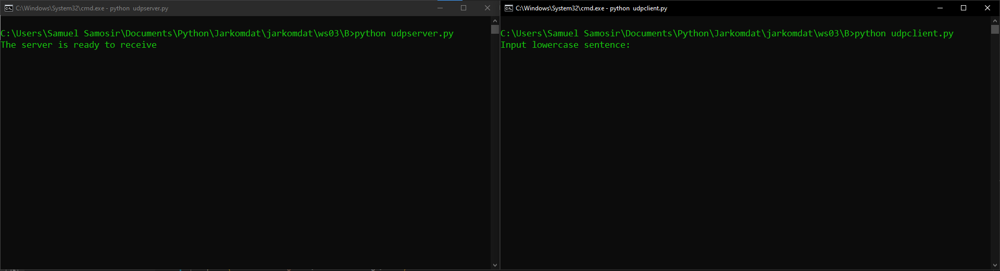 C:\Windows\System32\cmd.exe - python  udpserver.py
C:\Users\Samuel Samosir\Documents\Python\Jarkomdat\jarkomdat\ws03\B>python udpserver.py
The server is ready to receive
C:\Windows\System32\cmd.exe - python  udpclient.py
C:\Users\Samuel Samosir\Documents\Python\Jarkomdat\jarkomdat\ws03\B>python udpclient.py
Input lowercase sentence: